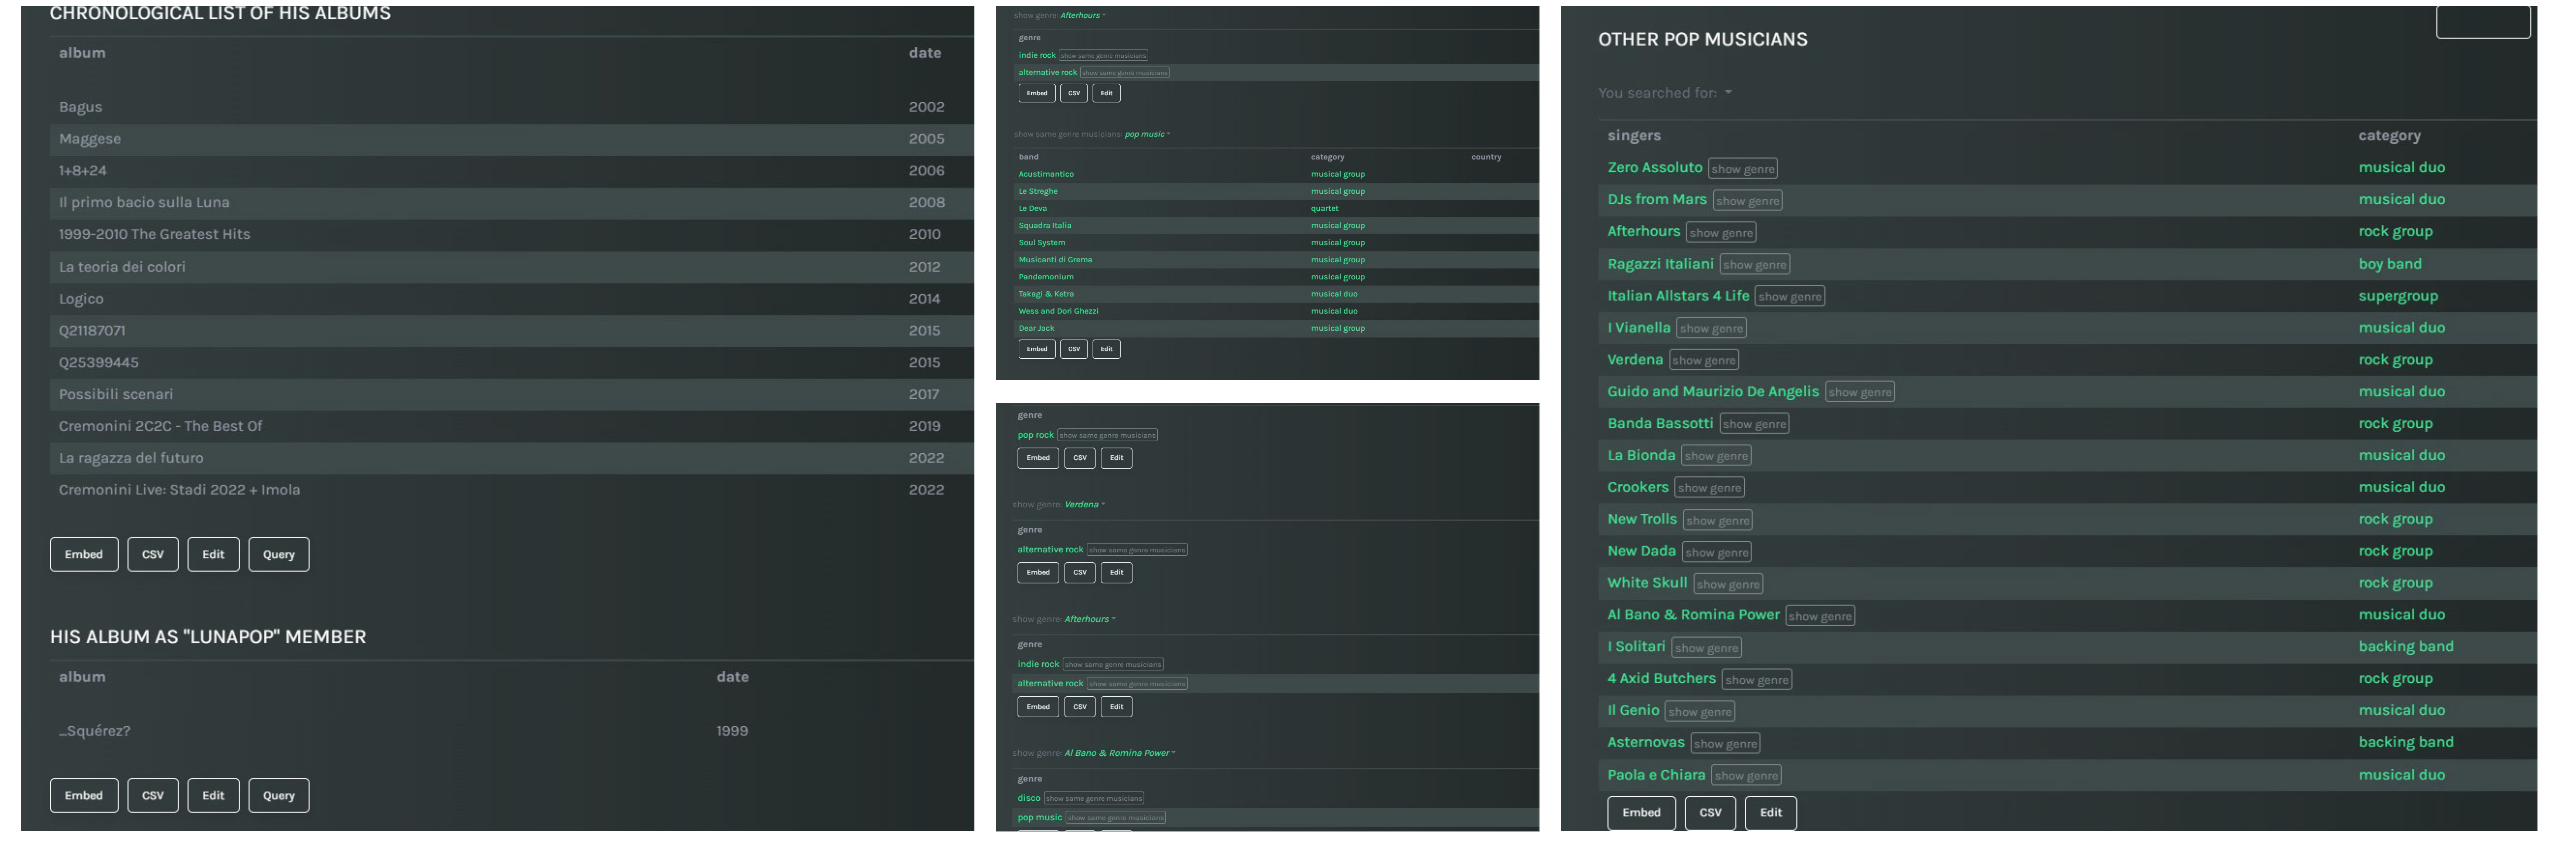 CHRONOLOGICAL LIST OF HIS ALBUMS
album date
Bagus 2002
Maggese 2005
1+8+24 2006
Il primo bacio sulla Luna 2008
1999-2010 The Greatest Hits 2010
La teoria dei colori 2012
Logico 2014
Q21187071 2015
Q25399445 2015
Possibili scenari 2017
Cremonini 2C2C - The Best Of 2019
La ragazza del futuro 2022
Cremonini Live: Stadi 2022 + Imola 2022
Embed CSV Edit Query
HIS ALBUM AS "LUNAPOP" MEMBER
album date
...Squérez? 1999
Embed CSV Edit Query
show genre: Afterhours
genre
indie rock show same genre musicians
alternative rock show same genre musicians
Embed CSV Edit
show same genre musicians: pop music
band category country
Acustimantico musical group
Le Streghe musical group
Le Deva quartet
Squadra Italia musical group
Soul System musical group
Musicanti di Grema musical group
Pandemonium musical group
Takagi & Ketra musical duo
Wess and Dori Ghezzi musical duo
Dear Jack musical group
Embed CSV Edit
genre
pop rock show same genre musicians
Embed CSV Edit
show genre: Verdena
genre
alternative rock show same genre musicians
Embed CSV Edit
show genre: Afterhours
genre
indie rock show same genre musicians
alternative rock show same genre musicians
Embed CSV Edit
show genre: Al Bano & Romina Power
genre
disco show same genre musicians
pop music show same genre musicians
OTHER POP MUSICIANS
You searched for:
singers category
Zero Assoluto show genre musical duo
DJs from Mars show genre musical duo
Afterhours show genre rock group
Ragazzi Italiani show genre boy band
Italian Allstars 4 Life show genre supergroup
I Vianella show genre musical duo
Verdena show genre rock group
Guido and Maurizio De Angelis show genre musical duo
Banda Bassotti show genre rock group
La Bionda show genre musical duo
Crookers show genre musical duo
New Trolls show genre rock group
New Dada show genre rock group
White Skull show genre rock group
Al Bano & Romina Power show genre musical duo
I Solitari show genre backing band
4 Axid Butchers show genre rock group
Il Genio show genre musical duo
Asternovas show genre backing band
Paola e Chiara show genre musical duo
Embed CSV Edit